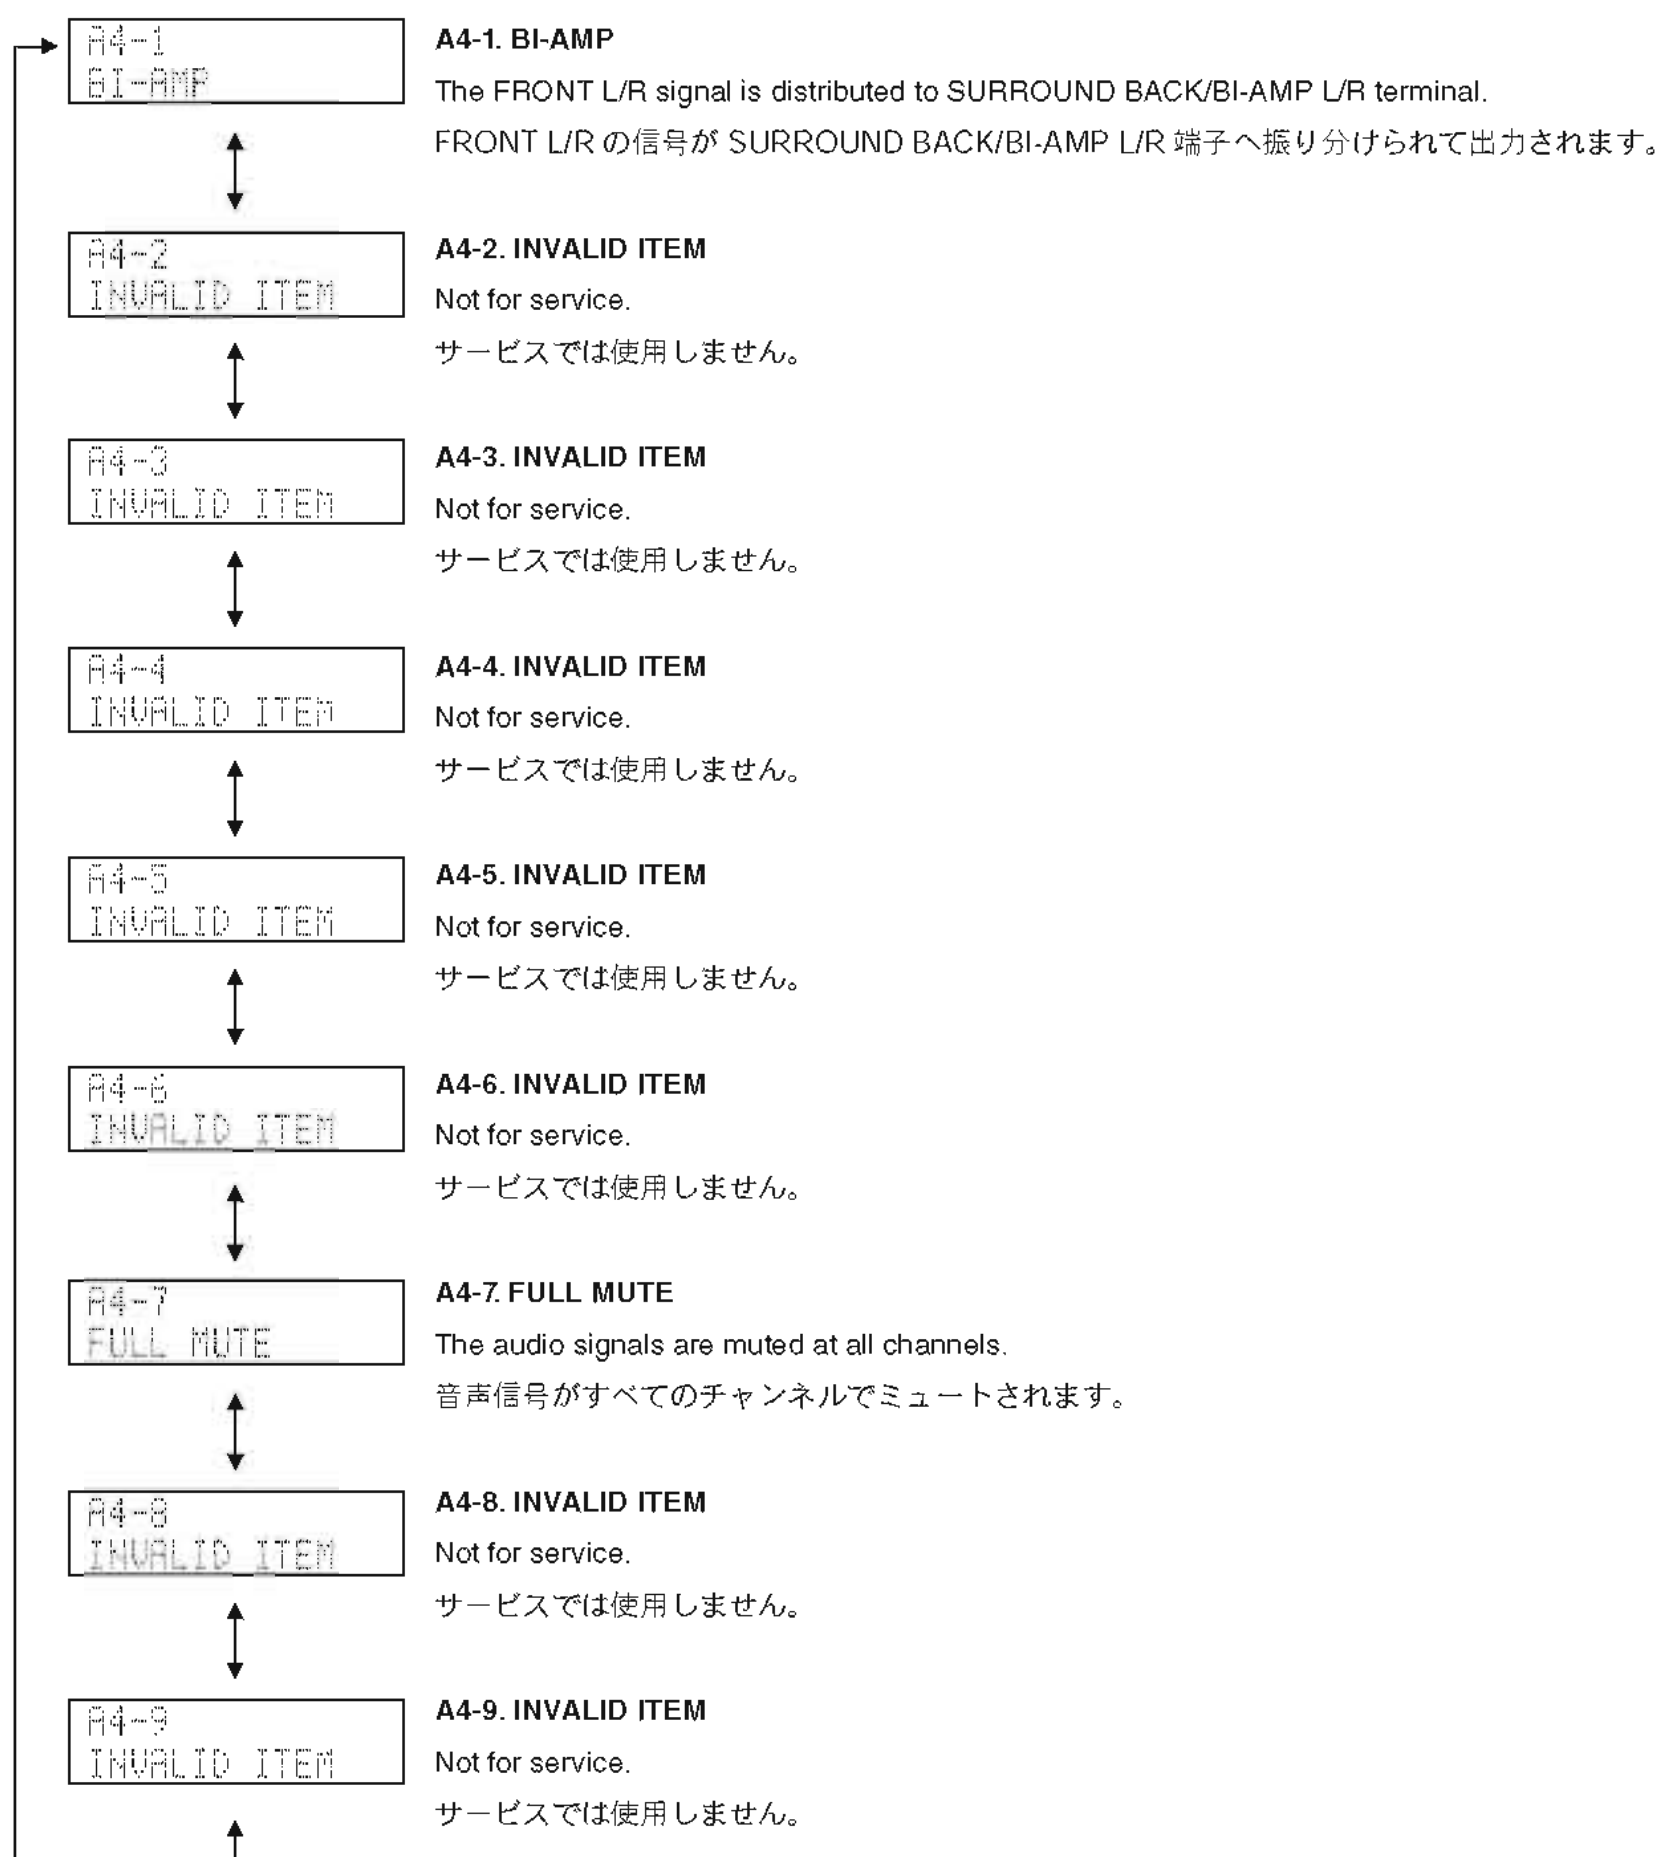 A4-1
BI-AMP
A4-1. BI-AMP
The FRONT L/R signal is distributed to SURROUND BACK/BI-AMP L/R terminal.
FRONT L/R の信号が SURROUND BACK/BI-AMP L/R 端子へ振り分けられて出力されます。
A4-2
INVALID ITEM
A4-2. INVALID ITEM
Not for service.
サービスでは使用しません。
A4-3
INVALID ITEM
A4-3. INVALID ITEM
Not for service.
サービスでは使用しません。
A4-4
INVALID ITEM
A4-4. INVALID ITEM
Not for service.
サービスでは使用しません。
A4-5
INVALID ITEM
A4-5. INVALID ITEM
Not for service.
サービスでは使用しません。
A4-6
INVALID ITEM
A4-6. INVALID ITEM
Not for service.
サービスでは使用しません。
A4-7
FULL MUTE
A4-7. FULL MUTE
The audio signals are muted at all channels.
音声信号がすべてのチャンネルでミュートされます。
A4-8
INVALID ITEM
A4-8. INVALID ITEM
Not for service.
サービスでは使用しません。
A4-9
INVALID ITEM
A4-9. INVALID ITEM
Not for service.
サービスでは使用しません。